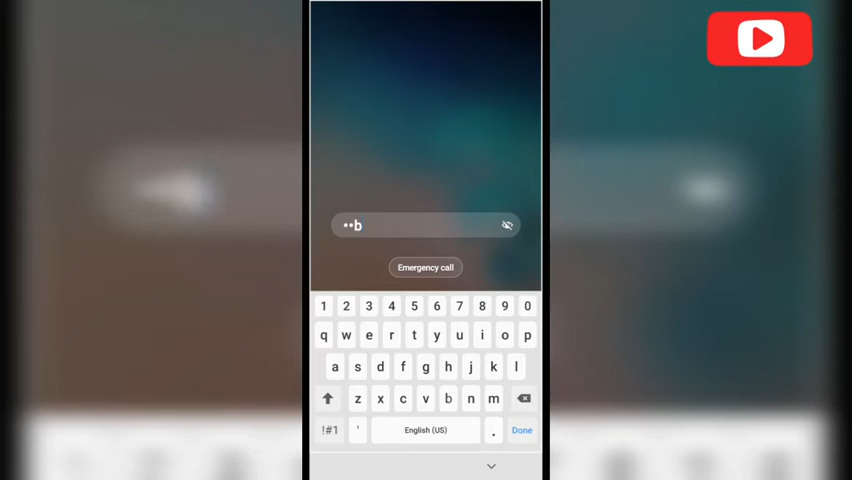 ••b
Emergency call
1 2 3 4 5 6 7 8 9 0
q w e r t y u i o p
a s d f g h j k l
z x c v b n m
!#1 ' English (US) . Done